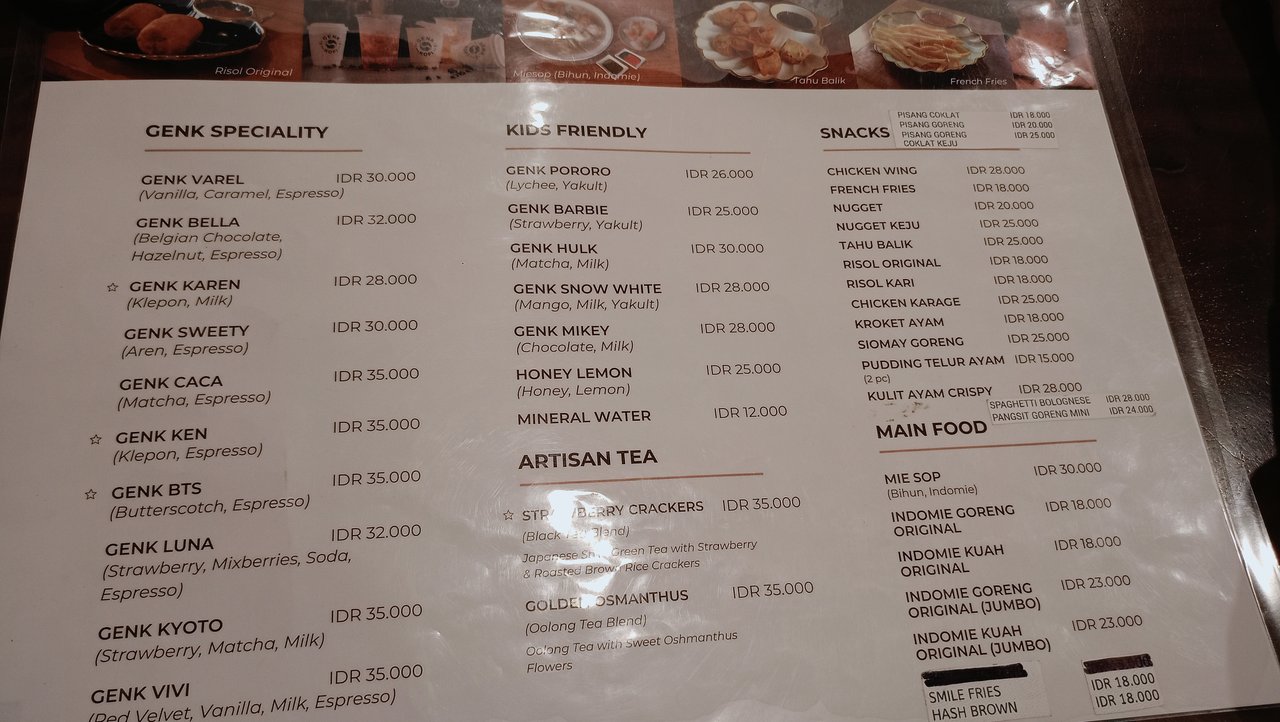 Risol Original
Miesop (Bihun, Indomie)
Tahu Balik
French Fries
GENK SPECIALITY
GENK VAREL IDR 30.000
(Vanilla, Caramel, Espresso)
GENK BELLA IDR 32.000
(Belgian Chocolate,
Hazelnut, Espresso)
☆ GENK KAREN IDR 28.000
(Klepon, Milk)
GENK SWEETY IDR 30.000
(Aren, Espresso)
GENK CACA IDR 35.000
(Matcha, Espresso)
☆ GENK KEN IDR 35.000
(Klepon, Espresso)
☆ GENK BTS IDR 35.000
(Butterscotch, Espresso)
GENK LUNA IDR 32.000
(Strawberry, Mixberries, Soda,
Espresso)
GENK KYOTO IDR 35.000
(Strawberry, Matcha, Milk)
GENK VIVI IDR 35.000
(Red Velvet, Vanilla, Milk, Espresso)
KIDS FRIENDLY
GENK PORORO IDR 26.000
(Lychee, Yakult)
GENK BARBIE IDR 25.000
(Strawberry, Yakult)
GENK HULK IDR 30.000
(Matcha, Milk)
GENK SNOW WHITE IDR 28.000
(Mango, Milk, Yakult)
GENK MIKEY IDR 28.000
(Chocolate, Milk)
HONEY LEMON IDR 25.000
(Honey, Lemon)
MINERAL WATER IDR 12.000
ARTISAN TEA
☆ STRAWBERRY CRACKERS IDR 35.000
(Black Tea Blend)
Japanese Green Tea with Strawberry
& Roasted Brown Rice Crackers
GOLDEN OSMANTHUS IDR 35.000
(Oolong Tea Blend)
Oolong Tea with Sweet Oshmanthus
Flowers
SNACKS
PISANG COKLAT IDR 18.000
PISANG GORENG IDR 20.000
PISANG GORENG IDR 25.000
COKLAT KEJU
CHICKEN WING IDR 28.000
FRENCH FRIES IDR 18.000
NUGGET IDR 20.000
NUGGET KEJU IDR 25.000
TAHU BALIK IDR 25.000
RISOL ORIGINAL IDR 18.000
RISOL KARI IDR 18.000
CHICKEN KARAGE IDR 25.000
KROKET AYAM IDR 18.000
SIOMAY GORENG IDR 25.000
PUDDING TELUR AYAM IDR 15.000
(2 pc)
KULIT AYAM CRISPY IDR 28.000
SPAGHETTI BOLOGNESE IDR 28.000
PANGSIT GORENG MINI IDR 24.000
MAIN FOOD
MIE SOP IDR 30.000
(Bihun, Indomie)
INDOMIE GORENG IDR 18.000
ORIGINAL
INDOMIE KUAH IDR 18.000
ORIGINAL
INDOMIE GORENG IDR 23.000
ORIGINAL (JUMBO)
INDOMIE KUAH IDR 23.000
ORIGINAL (JUMBO)
SMILE FRIES IDR 18.000
HASH BROWN IDR 18.000